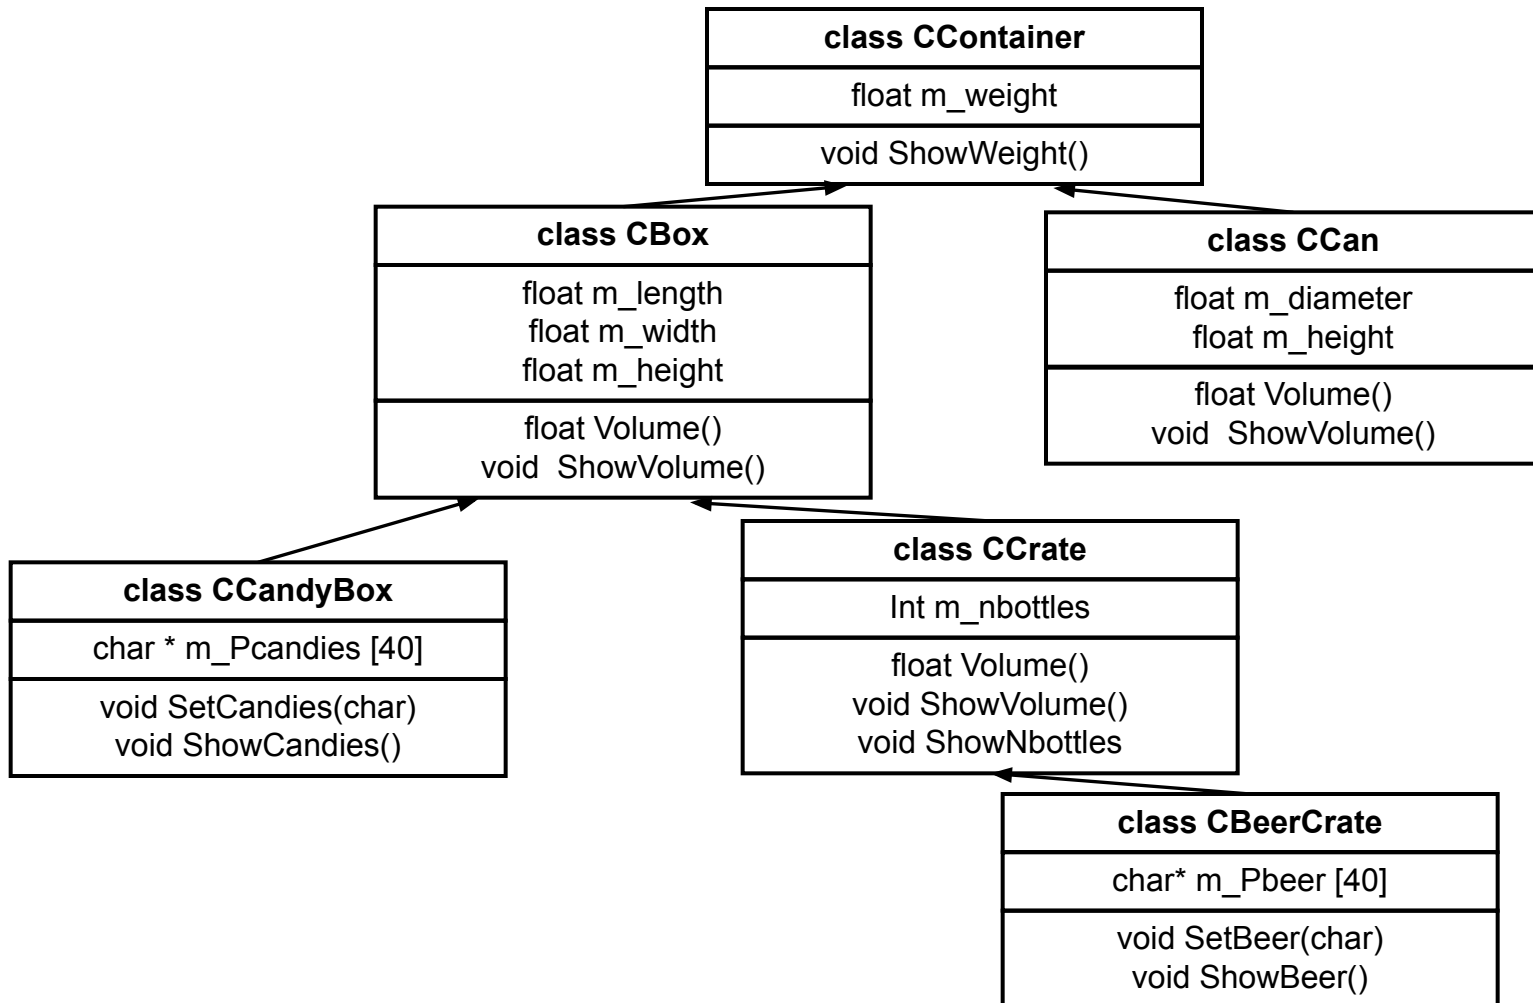 class CContainer
float m_weight
void ShowWeight()
class CBox
float m_length
float m_width
float m_height
float Volume()
void  ShowVolume()
class CCan
float m_diameter
float m_height
float Volume()
void  ShowVolume()
class CCandyBox
char * m_Pcandies [40]
void SetCandies(char)
void ShowCandies()
class CCrate
Int m_nbottles
float Volume()
void ShowVolume()
void ShowNbottles
class CBeerCrate
char* m_Pbeer [40]
void SetBeer(char)
void ShowBeer()